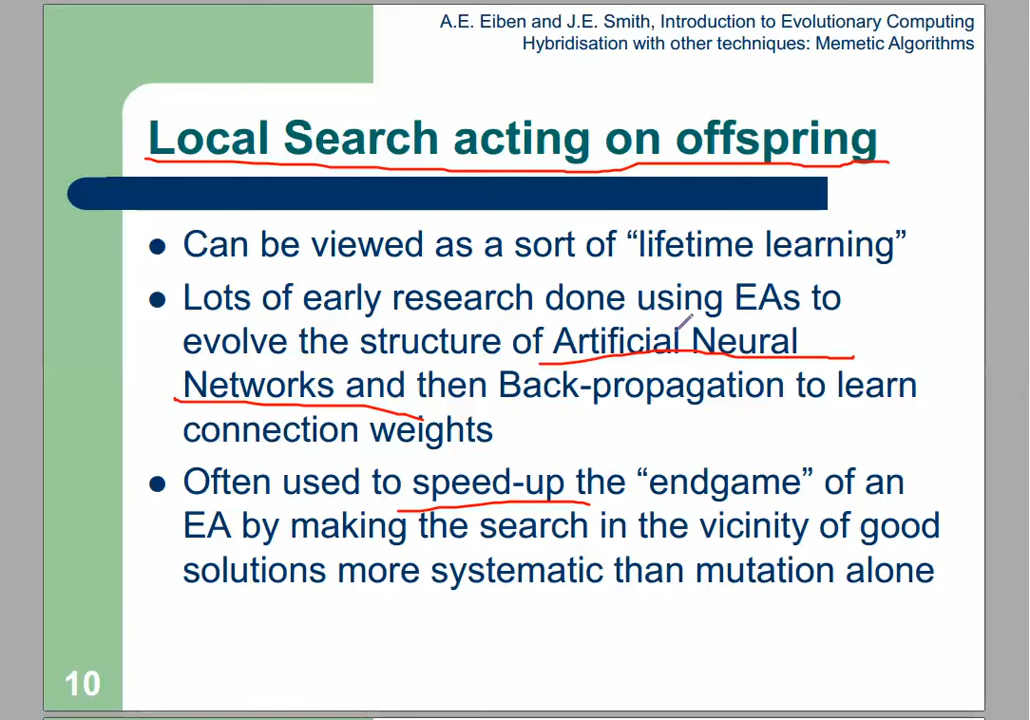 A.E. Eiben and J.E. Smith, Introduction to Evolutionary Computing
Hybridisation with other techniques: Memetic Algorithms
Local Search acting on offspring
● Can be viewed as a sort of “lifetime learning”
● Lots of early research done using EAs to
evolve the structure of Artificial Neural
Networks and then Back-propagation to learn
connection weights
● Often used to speed-up the “endgame” of an
EA by making the search in the vicinity of good
solutions more systematic than mutation alone
10